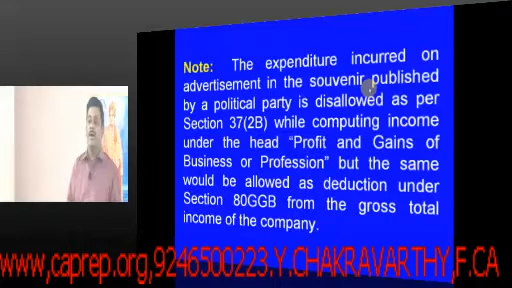 Note: The expenditure incurred on
advertisement in the souvenir published
by a political party is disallowed as per
Section 37(2B) while computing income
under the head “Profit and Gains of
Business or Profession” but the same
would be allowed as deduction under
Section 80GGB from the gross total
income of the company.
www,caprep.org,9246500223.Y.CHAKRAVARTHY,F.CA